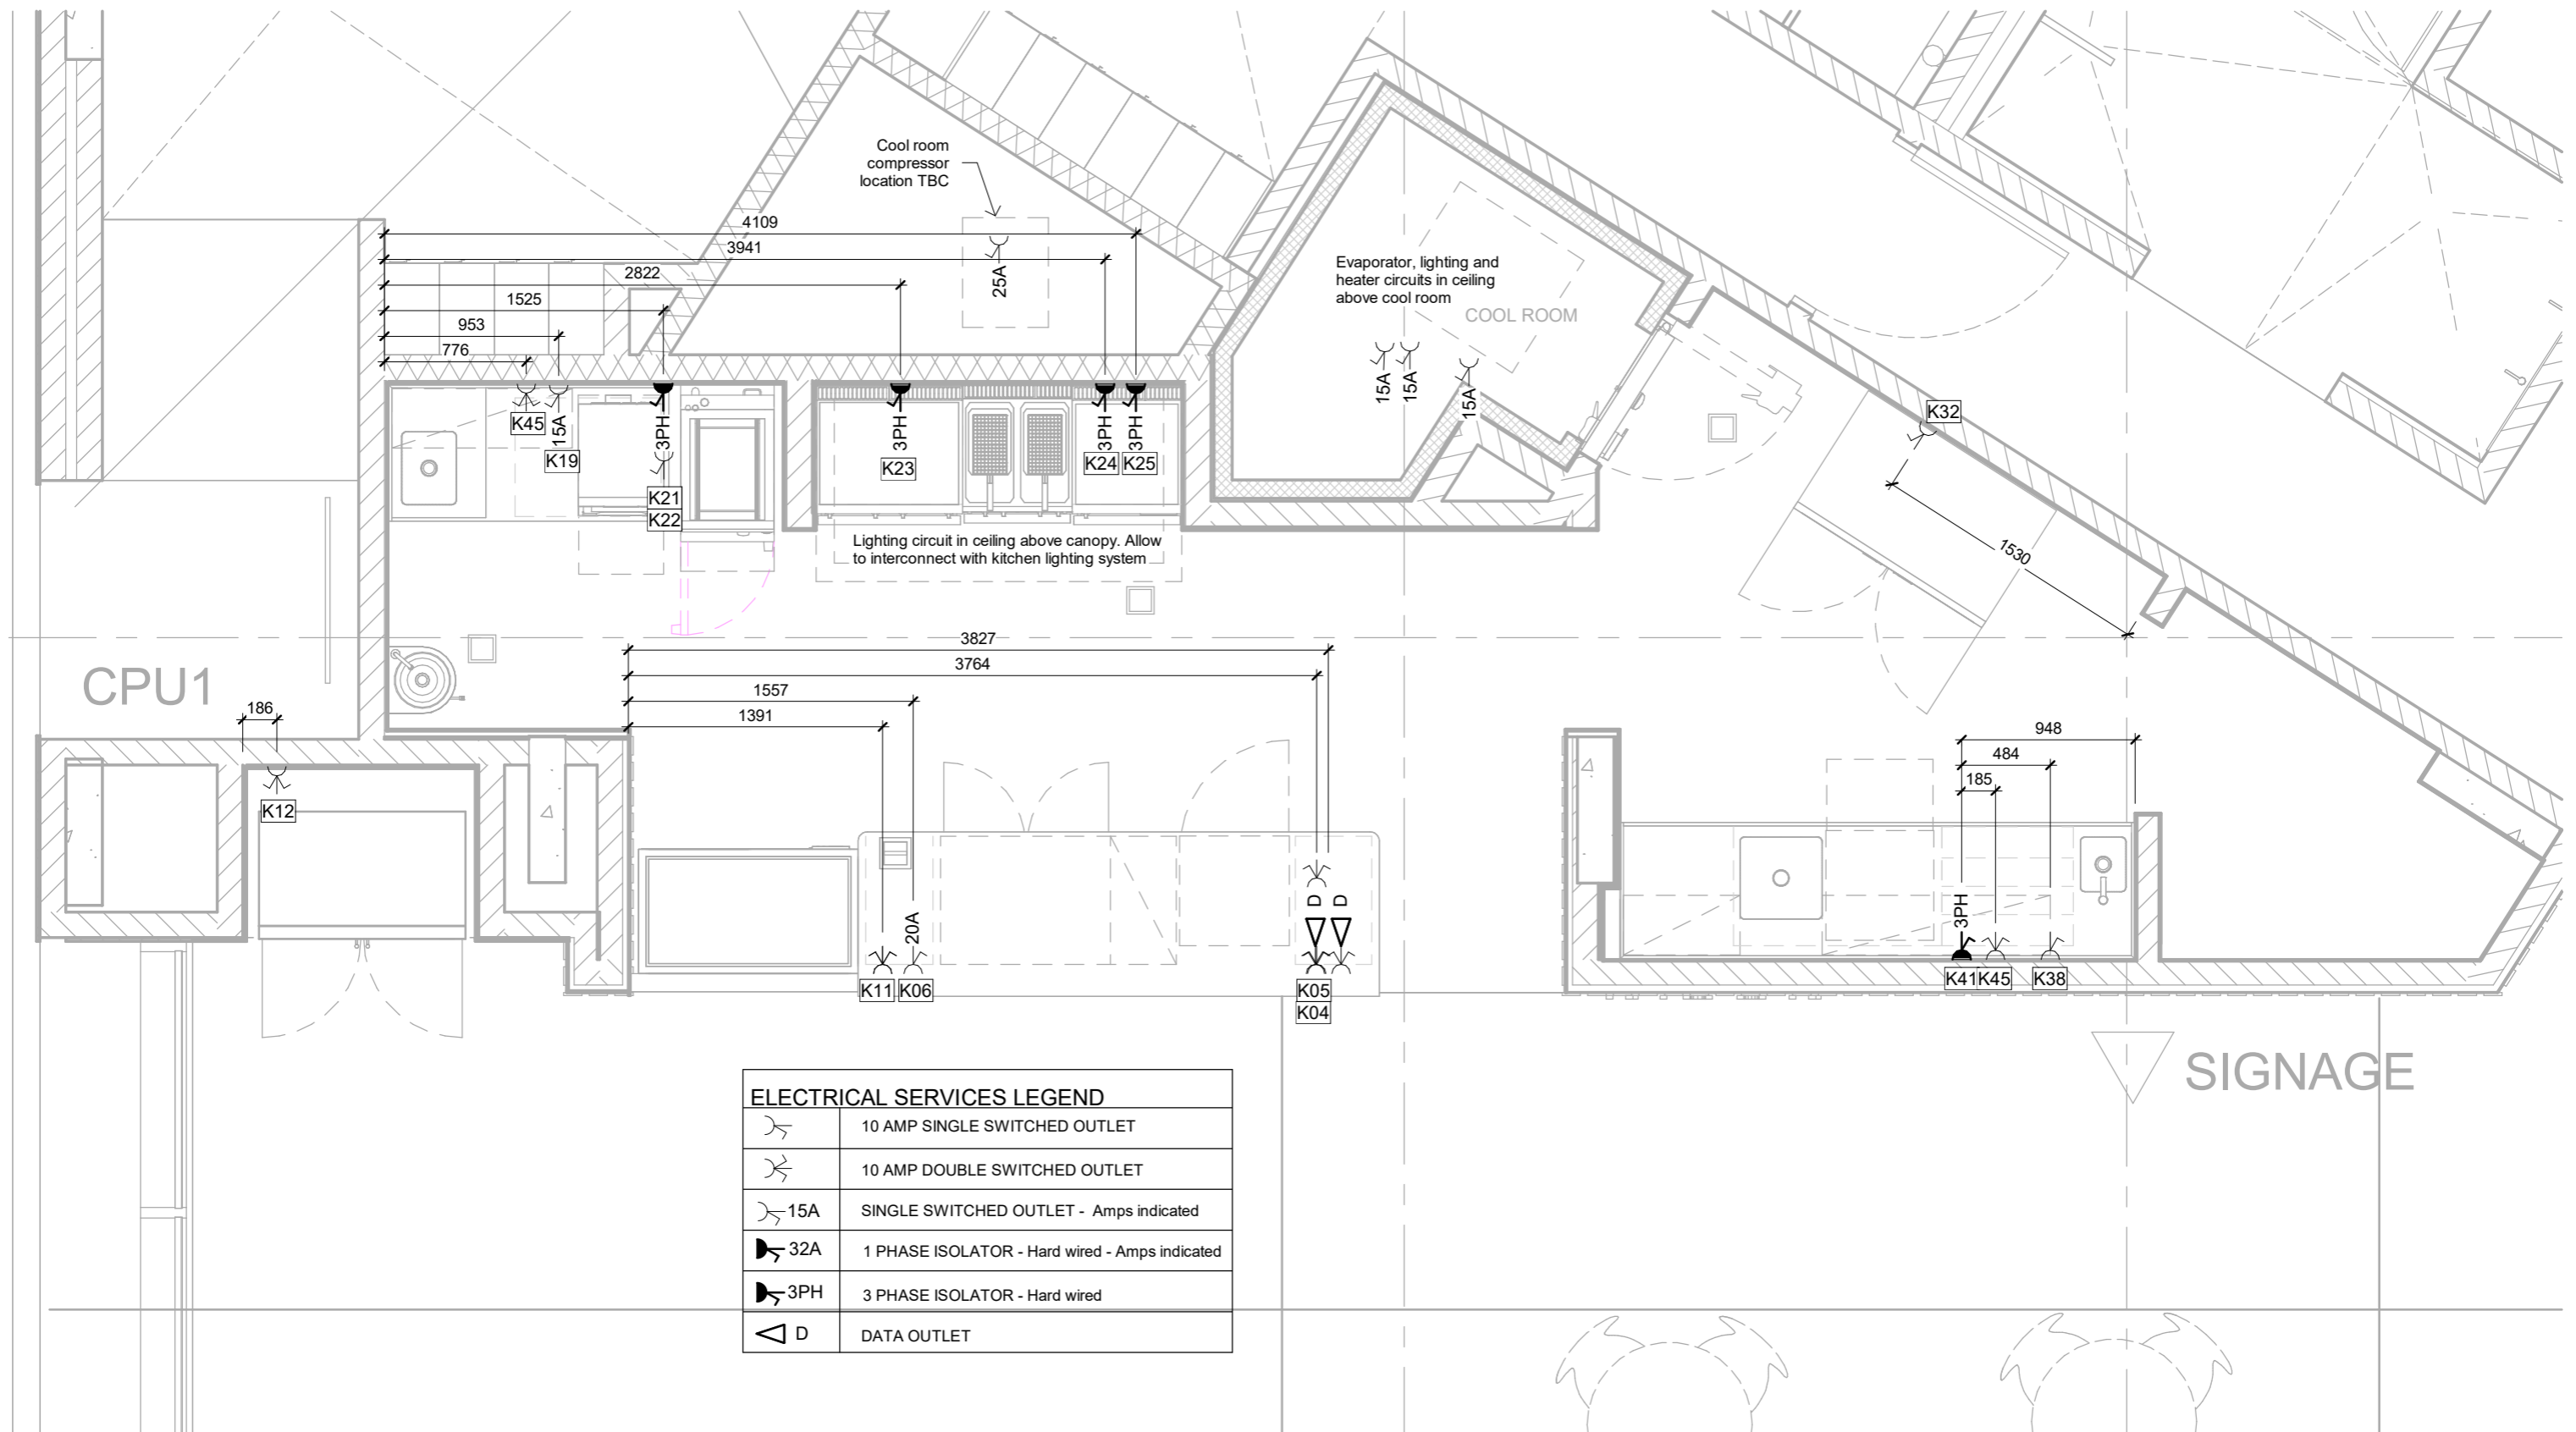 Cool room
compressor
location TBC
4109
3941
2822
1525
953
776
25A
Evaporator, lighting and
heater circuits in ceiling
above cool room
COOL ROOM
15A
15A
15A
K45
15A
K19
3PH
K21
K22
3PH
K23
3PH
K24
3PH
K25
K32
1530
Lighting circuit in ceiling above canopy. Allow
to interconnect with kitchen lighting system
3827
3764
1557
1391
CPU1
186
K12
948
484
185
20A
D
D
3PH
K11
K06
K05
K04
K41
K45
K38
SIGNAGE
ELECTRICAL SERVICES LEGEND
10 AMP SINGLE SWITCHED OUTLET
10 AMP DOUBLE SWITCHED OUTLET
15A SINGLE SWITCHED OUTLET - Amps indicated
32A 1 PHASE ISOLATOR - Hard wired - Amps indicated
3PH 3 PHASE ISOLATOR - Hard wired
D DATA OUTLET